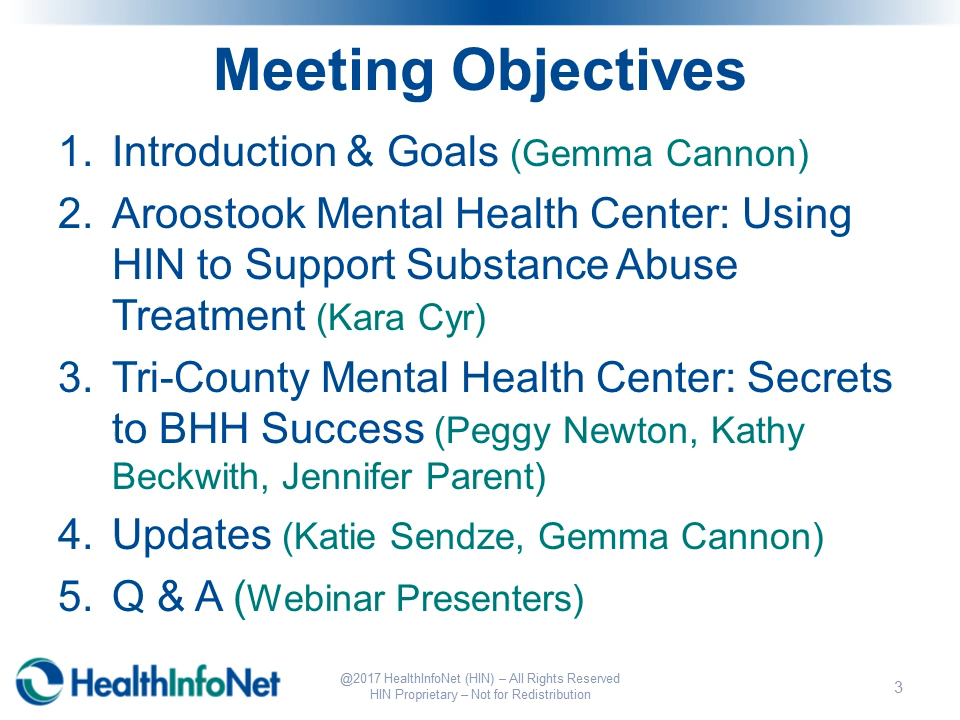 Meeting Objectives
1. Introduction & Goals (Gemma Cannon)
2. Aroostook Mental Health Center: Using
HIN to Support Substance Abuse
Treatment (Kara Cyr)
3. Tri-County Mental Health Center: Secrets
to BHH Success (Peggy Newton, Kathy
Beckwith, Jennifer Parent)
4. Updates (Katie Sendze, Gemma Cannon)
5. Q & A (Webinar Presenters)
HealthInfoNet
@2017 HealthInfoNet (HIN) – All Rights Reserved
HIN Proprietary – Not for Redistribution
3